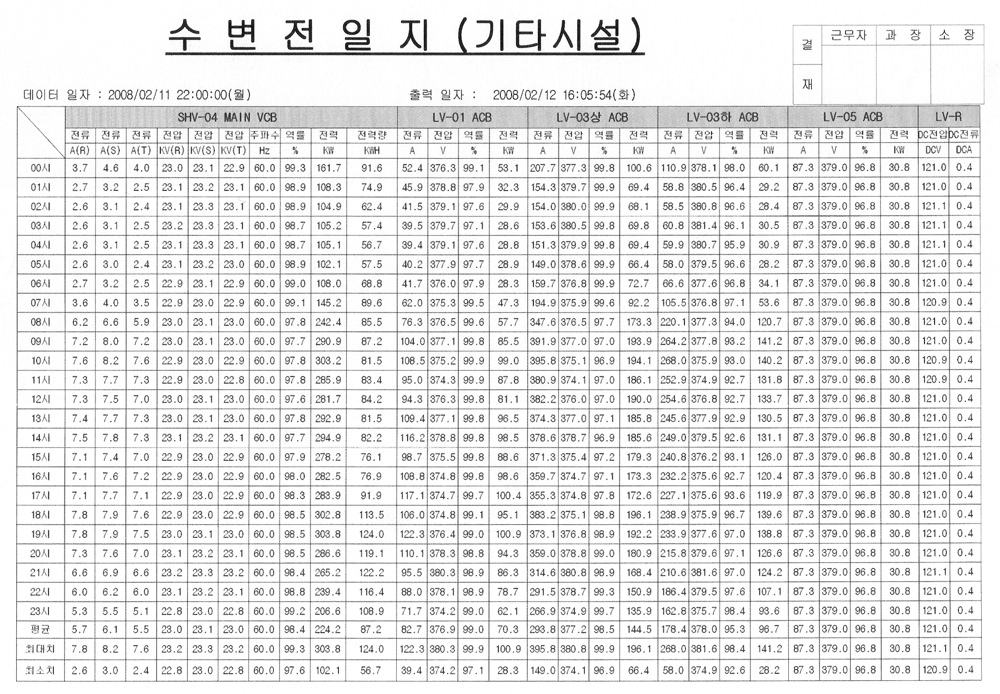 수 변 전 일 지 (기타시설)
결 재 근무자 과 장 소 장
데이터 일자 : 2008/02/11 22:00:00(월) 출력 일자 : 2008/02/12 16:05:54(화)
SHV-04 MAIN VCB LV-01 ACB LV-03상 ACB LV-03하 ACB LV-05 ACB LV-R
전류 전류 전류 전압 전압 전압 주파수 역률 전력 전력량 전류 전압 역률 전력 전류 전압 역률 전력 전류 전압 역률 전력 전류 전압 역률 전력 DC전압 DC전류
A(R) A(S) A(T) KV(R) KV(S) KV(T) Hz % KW KWH A V % KW A V % KW A V % KW A V % KW DCV DCA
00시 3.7 4.6 4.0 23.0 23.1 22.9 60.0 99.3 161.7 91.6 52.4 376.3 99.1 53.1 207.7 377.3 99.8 100.6 110.9 378.1 98.0 60.1 87.3 379.0 96.8 30.8 121.0 0.4
01시 2.7 3.2 2.5 23.1 23.2 23.1 60.0 98.9 108.3 74.9 45.9 378.8 97.9 32.3 154.3 379.7 99.9 69.4 58.8 380.5 96.4 29.2 87.3 379.0 96.8 30.8 121.1 0.4
02시 2.6 3.1 2.4 23.1 23.3 23.1 60.0 98.9 104.9 62.4 41.5 379.1 97.6 29.9 154.0 380.0 99.9 68.1 58.5 380.8 96.6 28.4 87.3 379.0 96.8 30.8 121.1 0.4
03시 2.6 3.1 2.5 23.2 23.3 23.1 60.0 98.7 105.2 57.4 39.5 379.7 97.1 28.6 153.6 380.5 99.8 69.8 60.8 381.4 96.1 30.5 87.3 379.0 96.8 30.8 121.1 0.4
04시 2.6 3.1 2.5 23.1 23.3 23.1 60.0 98.7 105.1 56.7 39.4 379.1 97.6 28.8 151.3 379.9 99.8 69.4 59.9 380.7 95.9 30.9 87.3 379.0 96.8 30.8 121.1 0.4
05시 2.6 3.0 2.4 23.1 23.2 23.0 60.0 98.9 102.1 57.5 40.2 377.9 97.7 28.9 149.0 378.6 99.9 66.4 58.0 379.5 96.6 28.2 87.3 379.0 96.8 30.8 121.0 0.4
06시 2.7 3.2 2.5 22.9 23.1 22.9 60.0 99.0 108.0 68.8 41.7 376.0 97.9 28.3 159.7 376.8 99.9 72.7 66.6 377.6 96.8 34.1 87.3 379.0 96.8 30.8 121.0 0.4
07시 3.6 4.0 3.5 22.9 23.0 22.9 60.0 99.1 145.2 89.6 62.0 375.3 99.5 47.3 194.9 375.9 99.6 92.2 105.5 376.8 97.1 53.6 87.3 379.0 96.8 30.8 120.9 0.4
08시 6.2 6.6 5.9 23.0 23.1 23.0 60.0 97.8 242.4 85.5 76.3 376.5 99.6 57.7 347.6 376.5 97.7 173.3 220.1 377.3 94.0 120.7 87.3 379.0 96.8 30.8 121.0 0.4
09시 7.2 8.0 7.2 23.0 23.1 23.0 60.0 97.7 290.9 87.2 104.0 377.1 99.8 85.5 391.9 377.0 97.0 193.9 264.2 377.8 93.2 141.2 87.3 379.0 96.8 30.8 121.0 0.4
10시 7.6 8.2 7.6 22.9 23.0 22.9 60.0 97.8 303.2 81.5 108.5 375.2 99.9 99.0 395.8 375.1 96.9 194.1 268.0 375.9 93.0 140.2 87.3 379.0 96.8 30.8 120.9 0.4
11시 7.3 7.7 7.3 22.9 23.0 22.8 60.0 97.8 285.9 83.4 95.0 374.3 99.9 87.8 380.9 374.1 97.0 186.1 252.9 374.9 92.7 131.8 87.3 379.0 96.8 30.8 120.9 0.4
12시 7.3 7.5 7.0 23.0 23.1 23.0 60.0 97.6 281.7 84.2 94.3 376.3 99.8 81.1 382.2 376.0 97.0 190.0 254.6 376.8 92.7 133.7 87.3 379.0 96.8 30.8 121.0 0.4
13시 7.4 7.7 7.3 23.0 23.1 23.0 60.0 97.8 292.9 81.5 109.4 377.1 99.8 96.5 374.3 377.0 97.1 185.8 245.6 377.9 92.9 130.5 87.3 379.0 96.8 30.8 121.0 0.4
14시 7.5 7.8 7.3 23.1 23.2 23.1 60.0 97.7 294.9 82.2 116.2 378.8 99.8 98.5 378.6 378.7 96.9 185.6 249.0 379.5 92.6 131.1 87.3 379.0 96.8 30.8 121.0 0.4
15시 7.1 7.4 7.0 22.9 23.1 22.9 60.0 97.9 278.2 76.1 98.7 375.5 99.8 88.6 371.3 375.4 97.2 179.3 240.8 376.2 93.1 126.0 87.3 379.0 96.8 30.8 121.0 0.4
16시 7.1 7.6 7.2 22.9 23.1 22.9 60.0 98.0 282.5 76.9 108.8 374.8 99.8 98.6 359.7 374.7 97.1 173.3 232.2 375.6 92.7 120.4 87.3 379.0 96.8 30.8 121.0 0.4
17시 7.1 7.7 7.1 22.9 23.0 22.9 60.0 98.3 283.9 91.9 117.1 374.7 99.7 100.4 355.3 374.8 97.8 172.6 227.1 375.6 93.6 119.9 87.3 379.0 96.8 30.8 121.0 0.4
18시 7.8 7.9 7.6 22.9 23.0 22.9 60.0 98.5 302.8 113.5 106.0 374.8 99.1 95.1 383.2 375.1 98.8 196.1 238.9 375.9 96.7 139.6 87.3 379.0 96.8 30.8 121.0 0.4
19시 7.8 7.9 7.5 23.0 23.1 23.0 60.0 98.5 303.8 124.0 122.3 376.4 99.0 100.9 373.1 376.8 98.9 192.2 233.9 377.6 97.0 138.8 87.3 379.0 96.8 30.8 121.0 0.4
20시 7.3 7.6 7.0 23.1 23.2 23.1 60.0 98.5 286.6 119.1 110.1 378.3 98.8 94.3 359.0 378.8 99.0 180.9 215.8 379.6 97.1 126.6 87.3 379.0 96.8 30.8 121.0 0.4
21시 6.6 6.9 6.6 23.2 23.3 23.2 60.0 98.4 265.2 122.2 95.5 380.3 98.9 86.3 314.6 380.8 98.9 168.4 210.6 381.6 97.0 124.2 87.3 379.0 96.8 30.8 121.1 0.4
22시 6.0 6.2 6.0 23.1 23.2 23.1 60.0 98.8 239.4 116.4 88.0 378.1 98.9 78.7 291.5 378.7 99.3 150.9 186.4 379.5 97.6 107.1 87.3 379.0 96.8 30.8 121.0 0.4
23시 5.3 5.5 5.1 22.8 23.0 22.8 60.0 99.2 206.6 108.9 71.7 374.2 99.0 62.1 266.9 374.9 99.7 135.9 162.8 375.7 98.4 93.6 87.3 379.0 96.8 30.8 121.0 0.4
평균 5.7 6.1 5.5 23.0 23.1 23.0 60.0 98.4 224.2 87.2 82.7 376.9 99.0 70.3 293.8 377.2 98.5 144.5 178.4 378.0 95.3 96.7 87.3 379.0 96.8 30.8 121.0 0.4
최대치 7.8 8.2 7.6 23.2 23.3 23.2 60.0 99.3 303.8 124.0 122.3 380.3 99.9 100.9 395.8 380.8 99.9 196.1 268.0 381.6 98.4 141.2 87.3 379.0 96.8 30.8 121.1 0.4
최소치 2.6 3.0 2.4 22.8 23.0 22.8 60.0 97.6 102.1 56.7 39.4 374.2 97.1 28.3 149.0 374.1 96.9 66.4 58.0 374.9 92.6 28.2 87.3 379.0 96.8 30.8 120.9 0.4